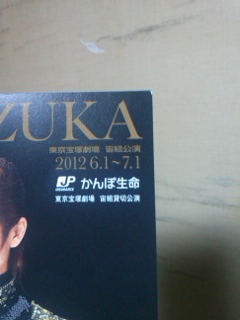 ZUKA
東京宝塚劇場 宙組公演
2012 6.1~7.1
JP INSURANCE かんぽ生命
東京宝塚劇場 宙組貸切公演